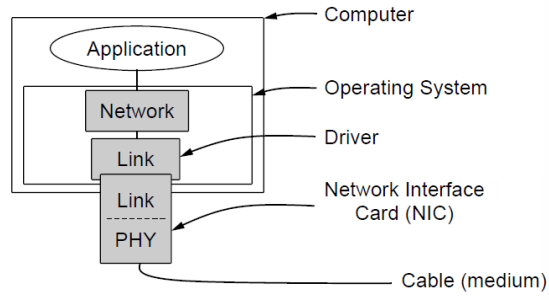 Computer
Application
Operating System
Network
Driver
Link
Link
Network Interface
Card (NIC)
PHY
Cable (medium)